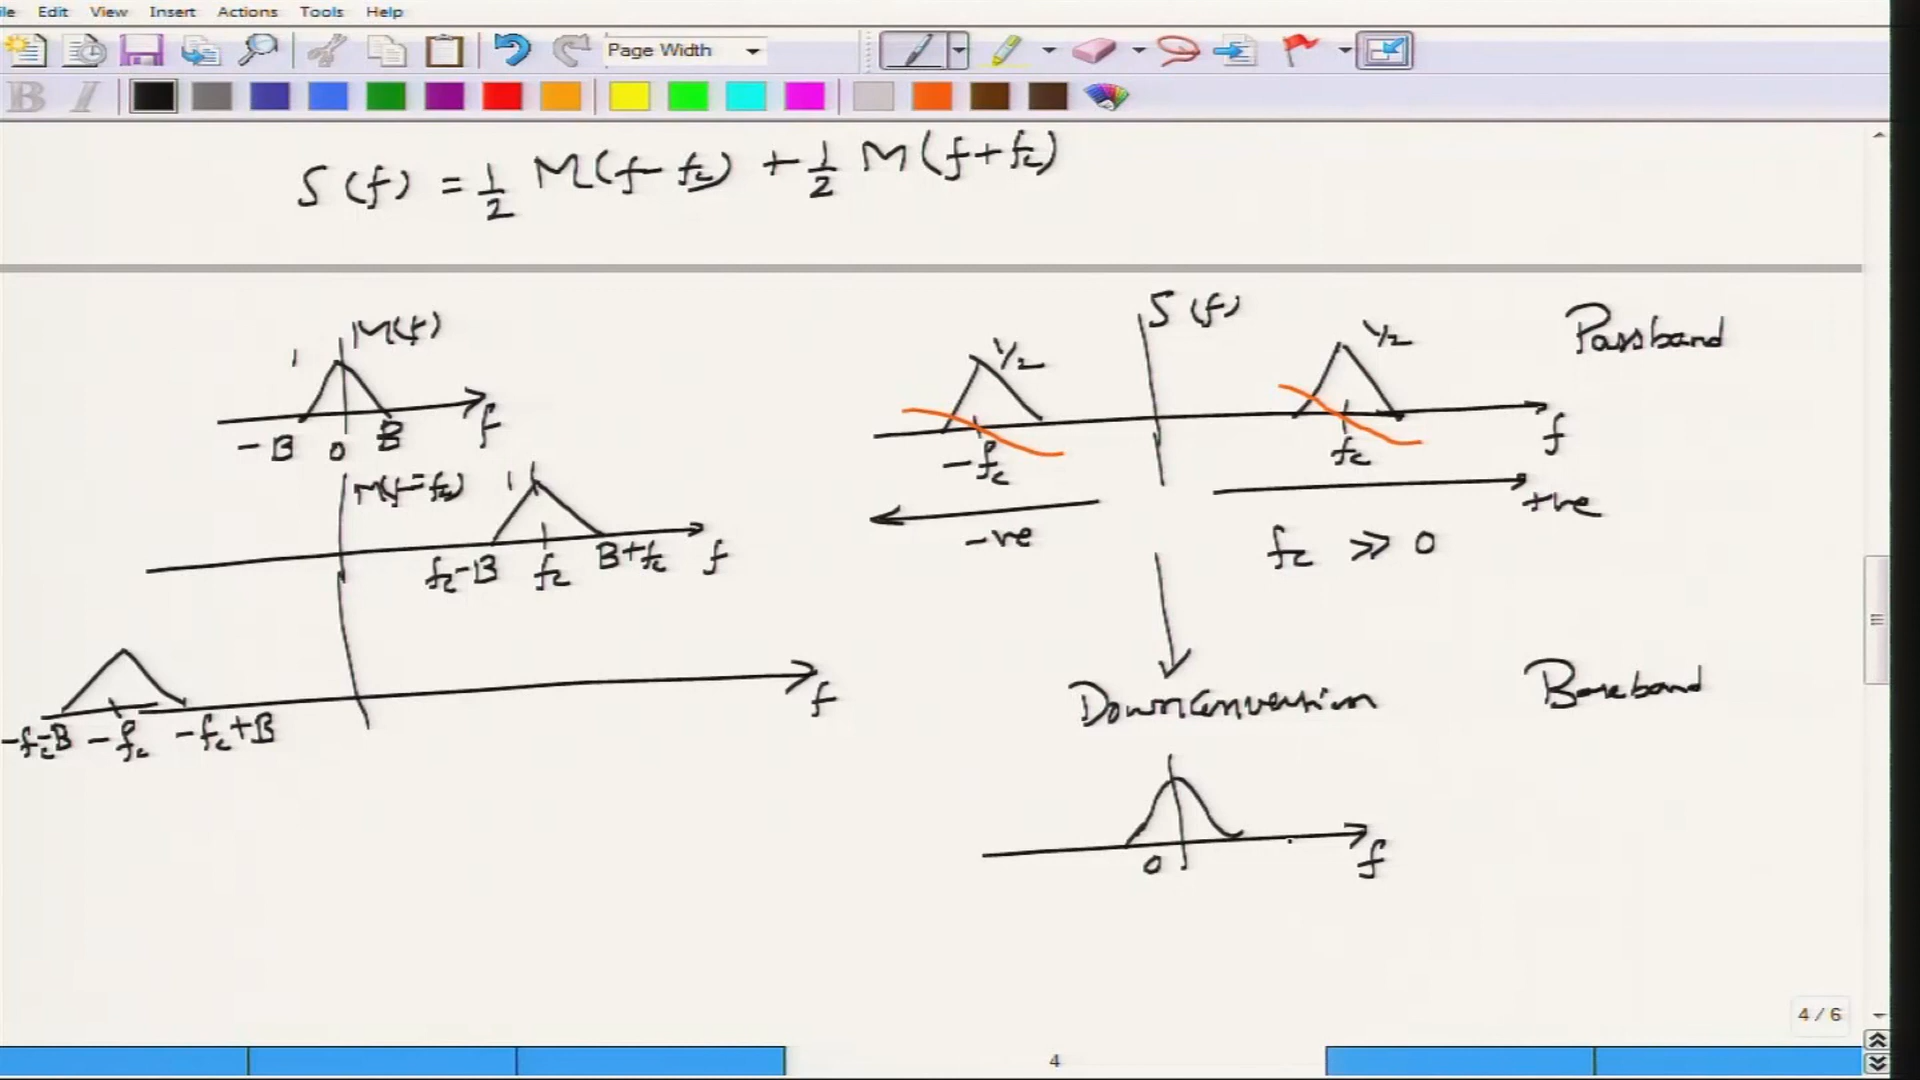 ile Edit View Insert Actions Tools Help
Page Width
B I
S(f) = 1/2 M(f-fc) + 1/2 M(f+fc)
M(f)
1
-B 0 B f
M(f-fc) 1
fc-B fc B+fc f
-fc-B -fc -fc+B f
S(f)
1/2 1/2
Passband
-fc fc f
-ve +ve
fc >> 0
Downconversion
Baseband
0 f
4 / 6
4